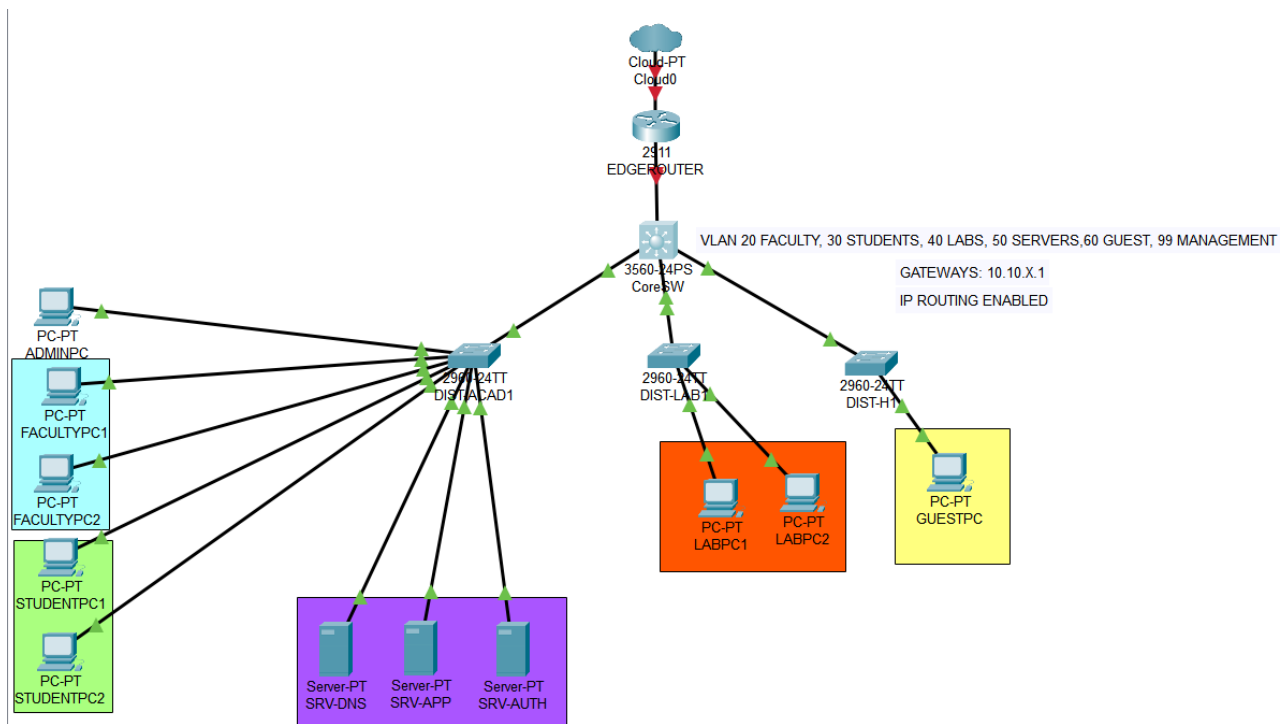 Cloud-PT
Cloud0
2911
EDGEROUTER
VLAN 20 FACULTY, 30 STUDENTS, 40 LABS, 50 SERVERS,60 GUEST, 99 MANAGEMENT
3560-24PS
CoreSW
GATEWAYS: 10.10.X.1
IP ROUTING ENABLED
PC-PT
ADMINPC
2960-24TT
DIST-ACAD1
2960-24TT
DIST-LAB1
2960-24TT
DIST-H1
PC-PT
FACULTYPC1
PC-PT
FACULTYPC2
PC-PT
STUDENTPC1
PC-PT
STUDENTPC2
Server-PT
SRV-DNS
Server-PT
SRV-APP
Server-PT
SRV-AUTH
PC-PT
LABPC1
PC-PT
LABPC2
PC-PT
GUESTPC